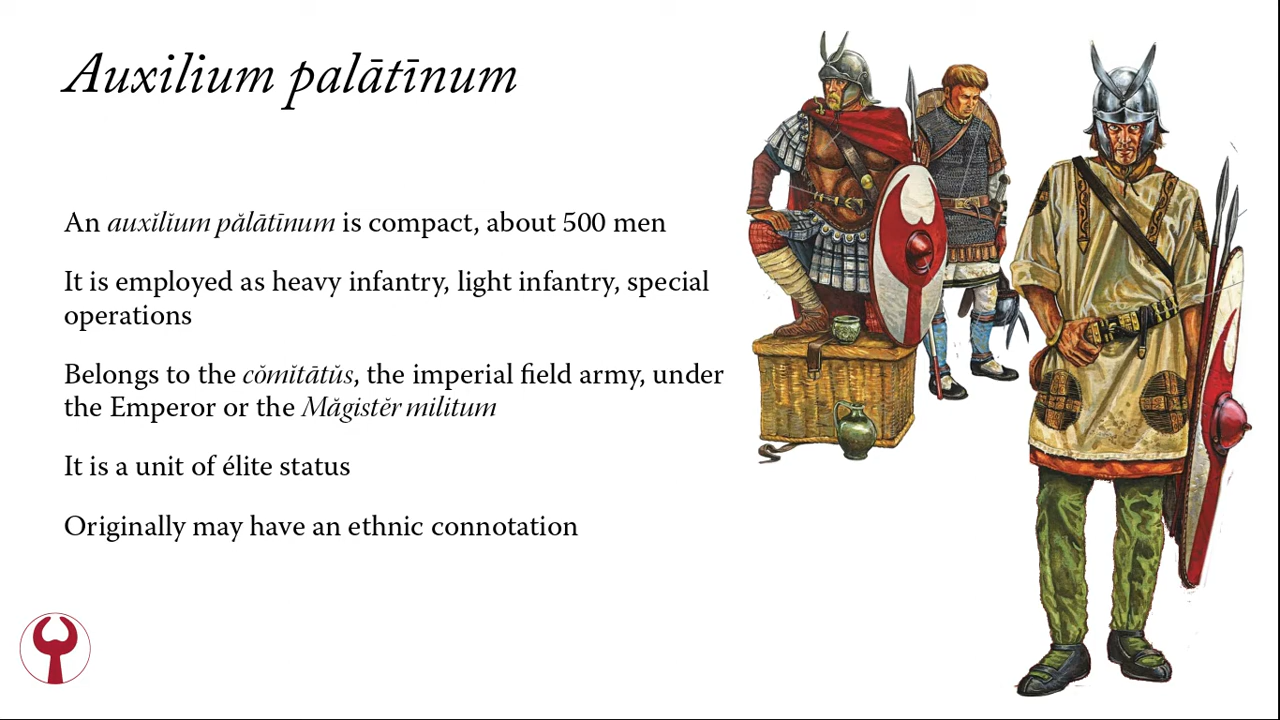 Auxilium palātīnum
An auxĭlĭum pălātīnum is compact, about 500 men
It is employed as heavy infantry, light infantry, special
operations
Belongs to the cŏmĭtātŭs, the imperial field army, under
the Emperor or the Măgistĕr militum
It is a unit of élite status
Originally may have an ethnic connotation